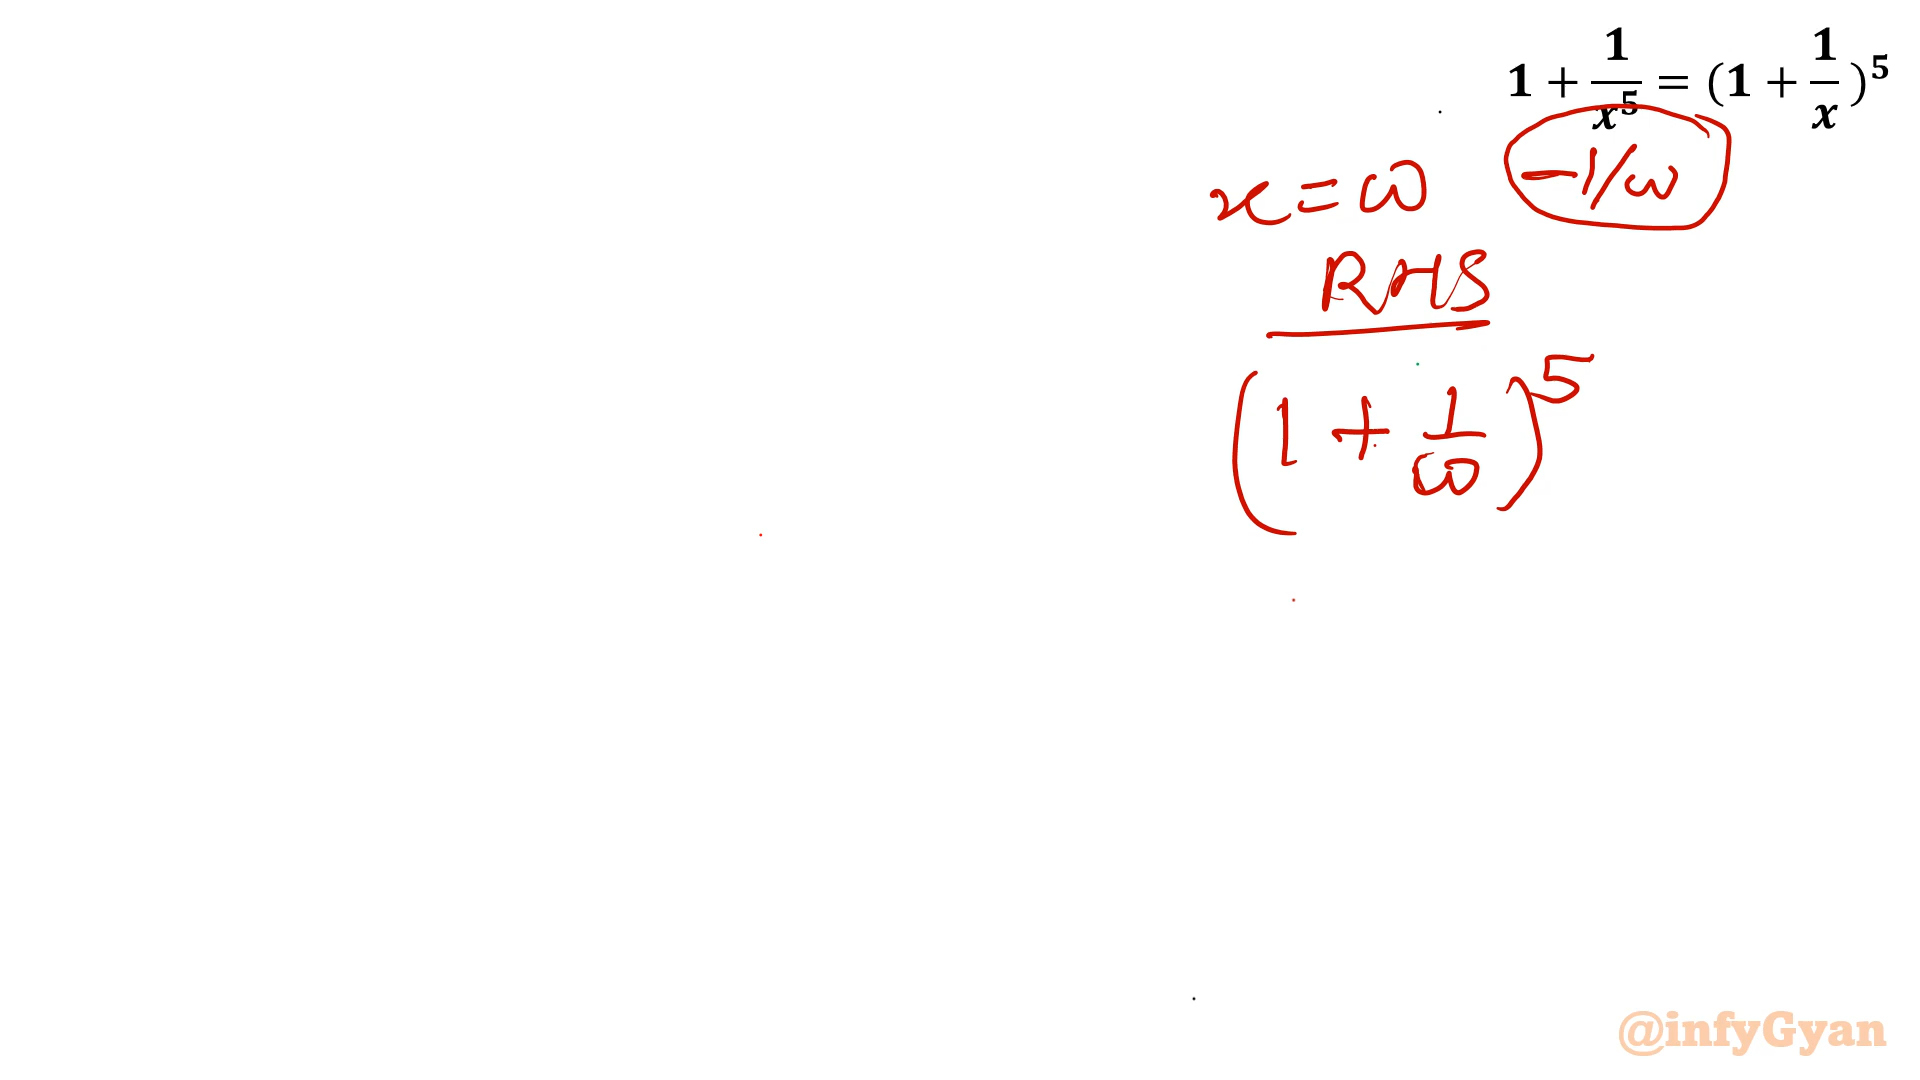 1 + 1/x⁵ = (1 + 1/x)⁵
x = ω
-1/ω
RHS
(1 + 1/ω)⁵
@infyGyan